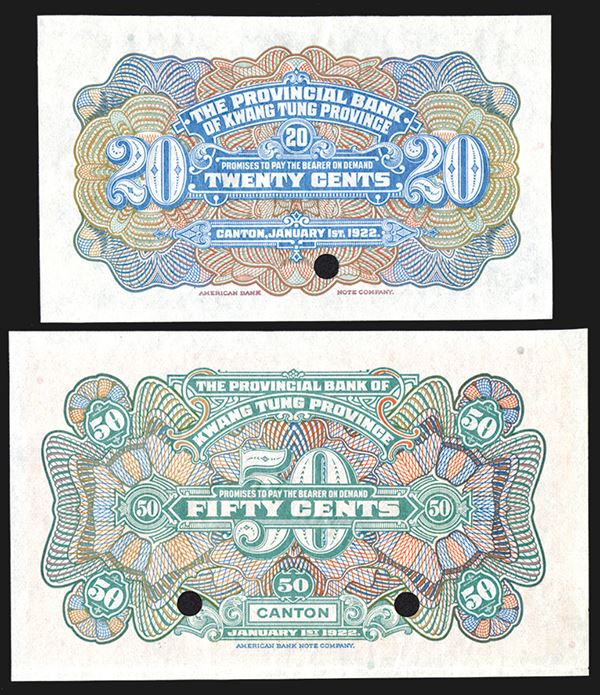 THE PROVINCIAL BANK
OF KWANG TUNG PROVINCE
20
PROMISES TO PAY THE BEARER ON DEMAND
20 TWENTY CENTS 20
CANTON, JANUARY 1ST, 1922.
AMERICAN BANK NOTE COMPANY.
THE PROVINCIAL BANK OF
50 KWANG TUNG PROVINCE 50
50
PROMISES TO PAY THE BEARER ON DEMAND
50 FIFTY CENTS 50
50 50 50
CANTON
JANUARY 1ST 1922.
AMERICAN BANK NOTE COMPANY.